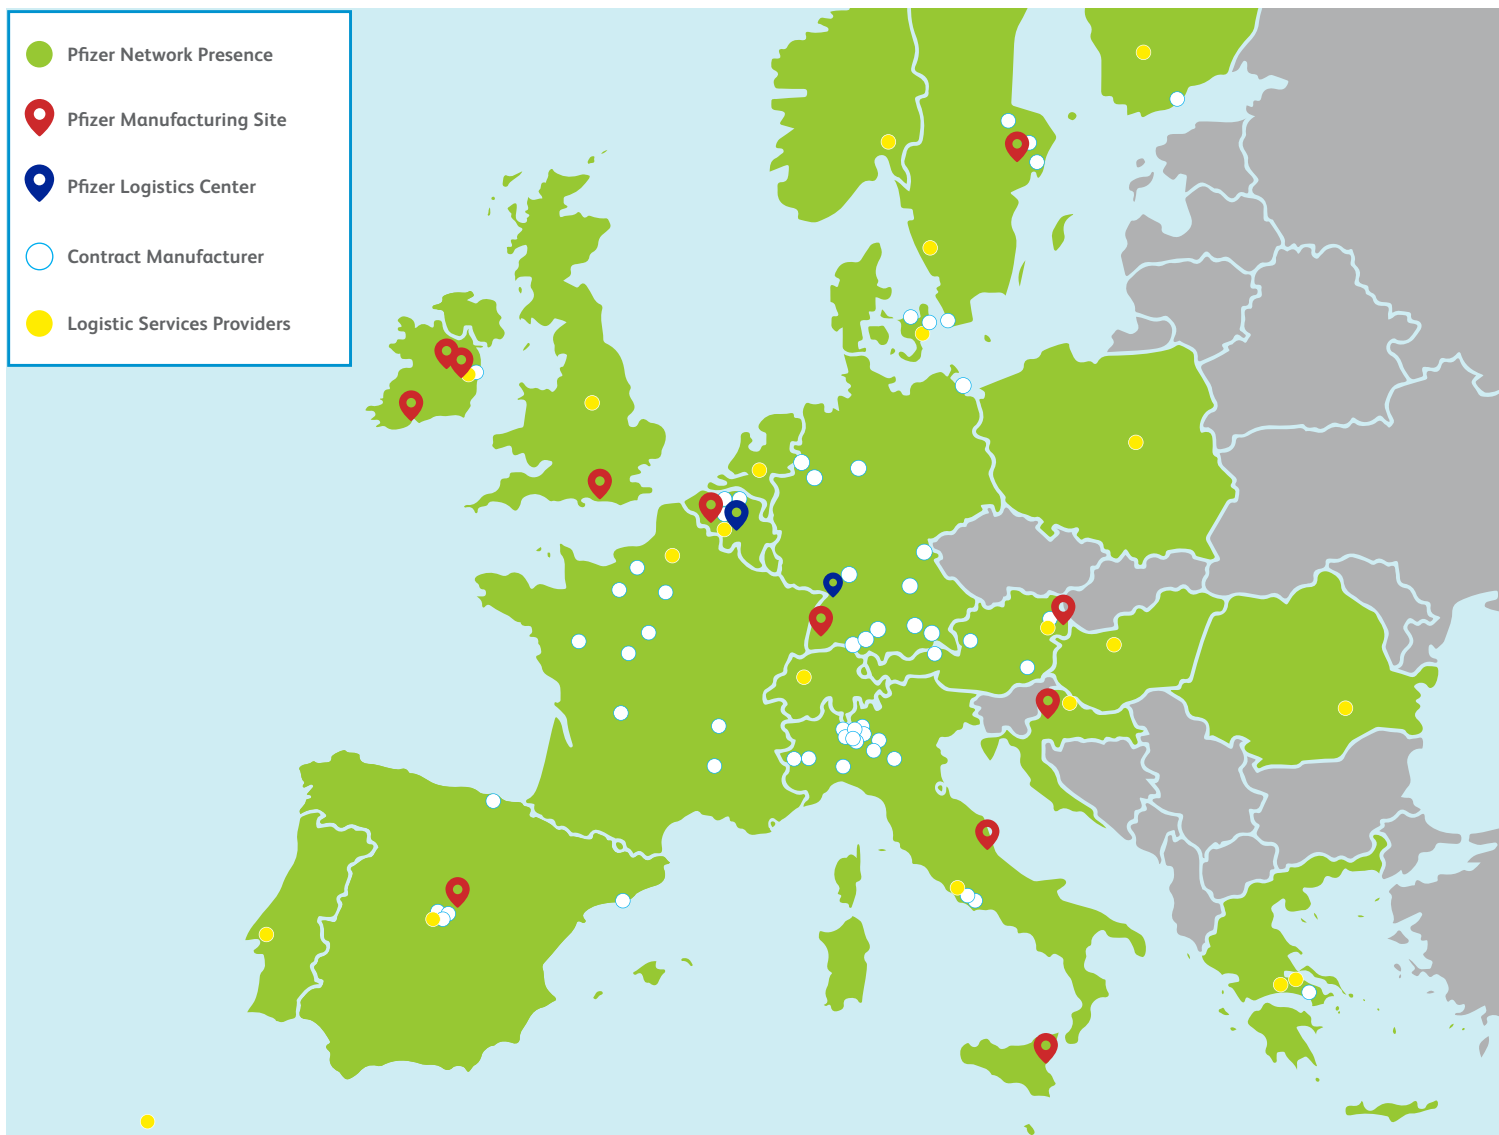 Pfizer Network Presence
Pfizer Manufacturing Site
Pfizer Logistics Center
Contract Manufacturer
Logistic Services Providers